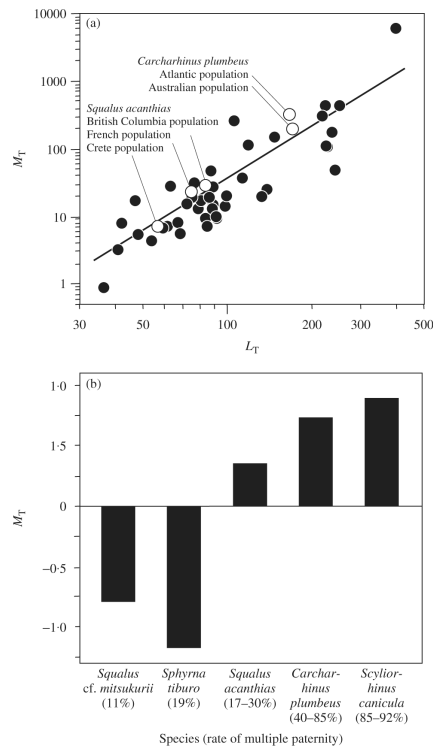 (a)
10000
1000
100
10
1
M_T
Carcharhinus plumbeus
Atlantic population
Australian population
Squalus acanthias
British Columbia population
French population
Crete population
30 50 100 200 300 400 500
L_T
(b)
1·0
1·5
0
−0·5
−1·0
M_T
Squalus cf. mitsukurii (11%)
Sphyrna tiburo (19%)
Squalus acanthias (17–30%)
Carchar-hinus plumbeus (40–85%)
Scylior-hinus canicula (85–92%)
Species (rate of multiple paternity)